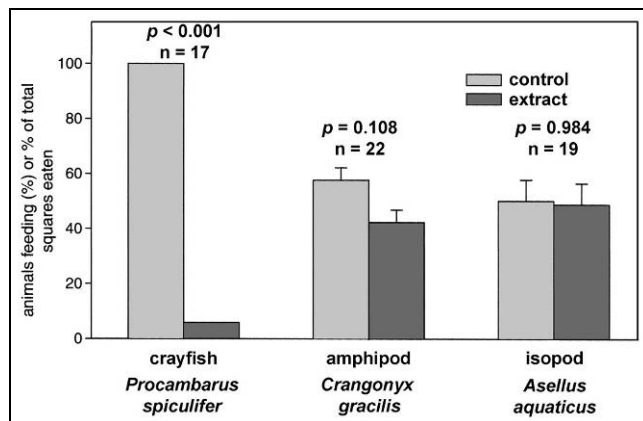 animals feeding (%) or % of total
squares eaten
100
80
60
40
20
0
p < 0.001
n = 17
control
extract
p = 0.108
n = 22
p = 0.984
n = 19
crayfish
amphipod
isopod
Procambarus
spiculifer
Crangonyx
gracilis
Asellus
aquaticus